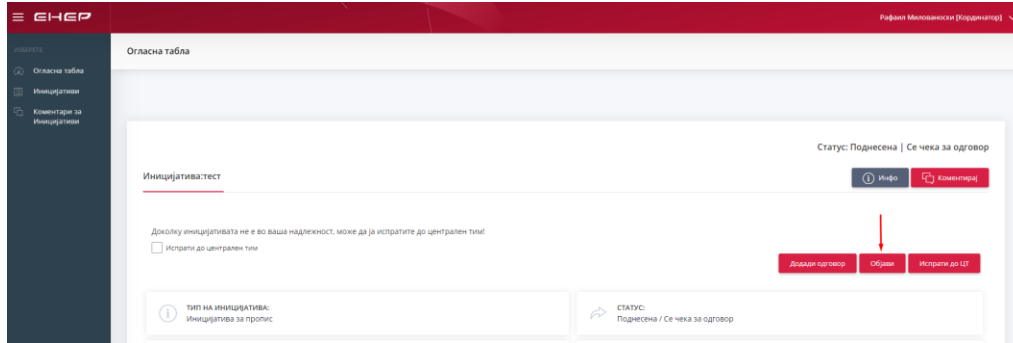 ЕНЕР
Рафаил Миловановски [Кординатор]
ИЗБЕРЕТЕ
Огласна табла
Огласна табла
Иницијативи
Коментари за
Иницијативи
Статус: Поднесена | Се чека за одговор
Иницијатива:тест
Инфо
Коментирај
Доколку иницијативата не е во ваша надлежност, може да ја испратите до централен тим!
Испрати до централен тим
Додади одговор
Објави
Испрати до ЦТ
ТИП НА ИНИЦИЈАТИВА:
Иницијатива за пропис
СТАТУС:
Поднесена / Се чека за одговор